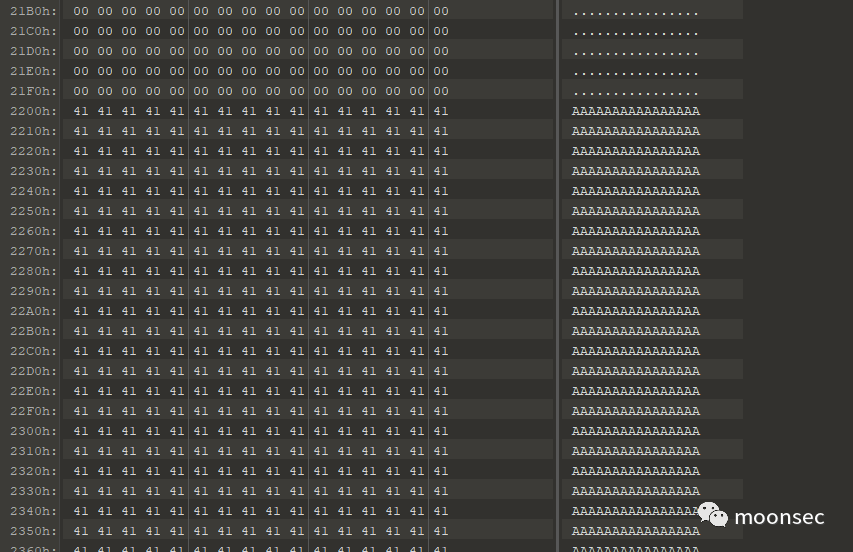 21B0h: 00 00 00 00 00 00 00 00 00 00 00 00 00 00 00 00 ................
21C0h: 00 00 00 00 00 00 00 00 00 00 00 00 00 00 00 00 ................
21D0h: 00 00 00 00 00 00 00 00 00 00 00 00 00 00 00 00 ................
21E0h: 00 00 00 00 00 00 00 00 00 00 00 00 00 00 00 00 ................
21F0h: 00 00 00 00 00 00 00 00 00 00 00 00 00 00 00 00 ................
2200h: 41 41 41 41 41 41 41 41 41 41 41 41 41 41 41 41 AAAAAAAAAAAAAAAA
2210h: 41 41 41 41 41 41 41 41 41 41 41 41 41 41 41 41 AAAAAAAAAAAAAAAA
2220h: 41 41 41 41 41 41 41 41 41 41 41 41 41 41 41 41 AAAAAAAAAAAAAAAA
2230h: 41 41 41 41 41 41 41 41 41 41 41 41 41 41 41 41 AAAAAAAAAAAAAAAA
2240h: 41 41 41 41 41 41 41 41 41 41 41 41 41 41 41 41 AAAAAAAAAAAAAAAA
2250h: 41 41 41 41 41 41 41 41 41 41 41 41 41 41 41 41 AAAAAAAAAAAAAAAA
2260h: 41 41 41 41 41 41 41 41 41 41 41 41 41 41 41 41 AAAAAAAAAAAAAAAA
2270h: 41 41 41 41 41 41 41 41 41 41 41 41 41 41 41 41 AAAAAAAAAAAAAAAA
2280h: 41 41 41 41 41 41 41 41 41 41 41 41 41 41 41 41 AAAAAAAAAAAAAAAA
2290h: 41 41 41 41 41 41 41 41 41 41 41 41 41 41 41 41 AAAAAAAAAAAAAAAA
22A0h: 41 41 41 41 41 41 41 41 41 41 41 41 41 41 41 41 AAAAAAAAAAAAAAAA
22B0h: 41 41 41 41 41 41 41 41 41 41 41 41 41 41 41 41 AAAAAAAAAAAAAAAA
22C0h: 41 41 41 41 41 41 41 41 41 41 41 41 41 41 41 41 AAAAAAAAAAAAAAAA
22D0h: 41 41 41 41 41 41 41 41 41 41 41 41 41 41 41 41 AAAAAAAAAAAAAAAA
22E0h: 41 41 41 41 41 41 41 41 41 41 41 41 41 41 41 41 AAAAAAAAAAAAAAAA
22F0h: 41 41 41 41 41 41 41 41 41 41 41 41 41 41 41 41 AAAAAAAAAAAAAAAA
2300h: 41 41 41 41 41 41 41 41 41 41 41 41 41 41 41 41 AAAAAAAAAAAAAAAA
2310h: 41 41 41 41 41 41 41 41 41 41 41 41 41 41 41 41 AAAAAAAAAAAAAAAA
2320h: 41 41 41 41 41 41 41 41 41 41 41 41 41 41 41 41 AAAAAAAAAAAAAAAA
2330h: 41 41 41 41 41 41 41 41 41 41 41 41 41 41 41 41 AAAAAAAAAAAAAAAA
2340h: 41 41 41 41 41 41 41 41 41 41 41 41 41 41 41 41 AAAAAAAAAAAAAAAA
moonsec
2350h: 41 41 41 41 41 41 41 41 41 41 41 41 41 41 41 41 AAAAAAAAAAAAAAAA
2360h: 41 41 41 41 41 41 41 41 41 41 41 41 41 41 41 41 AAAAAAAAAAAAAAAA